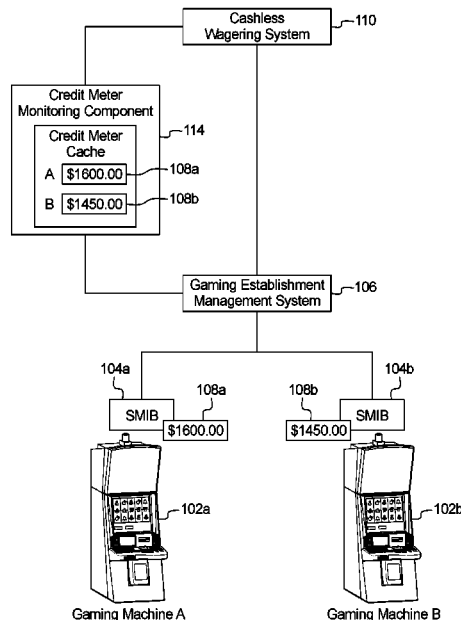 Cashless
Wagering System
110
Credit Meter
Monitoring Component
114
Credit Meter
Cache
A $1600.00 108a
B $1450.00 108b
Gaming Establishment
Management System
106
104a
104b
108a
108b
SMIB
SMIB
$1600.00
$1450.00
102a
102b
Gaming Machine A
Gaming Machine B